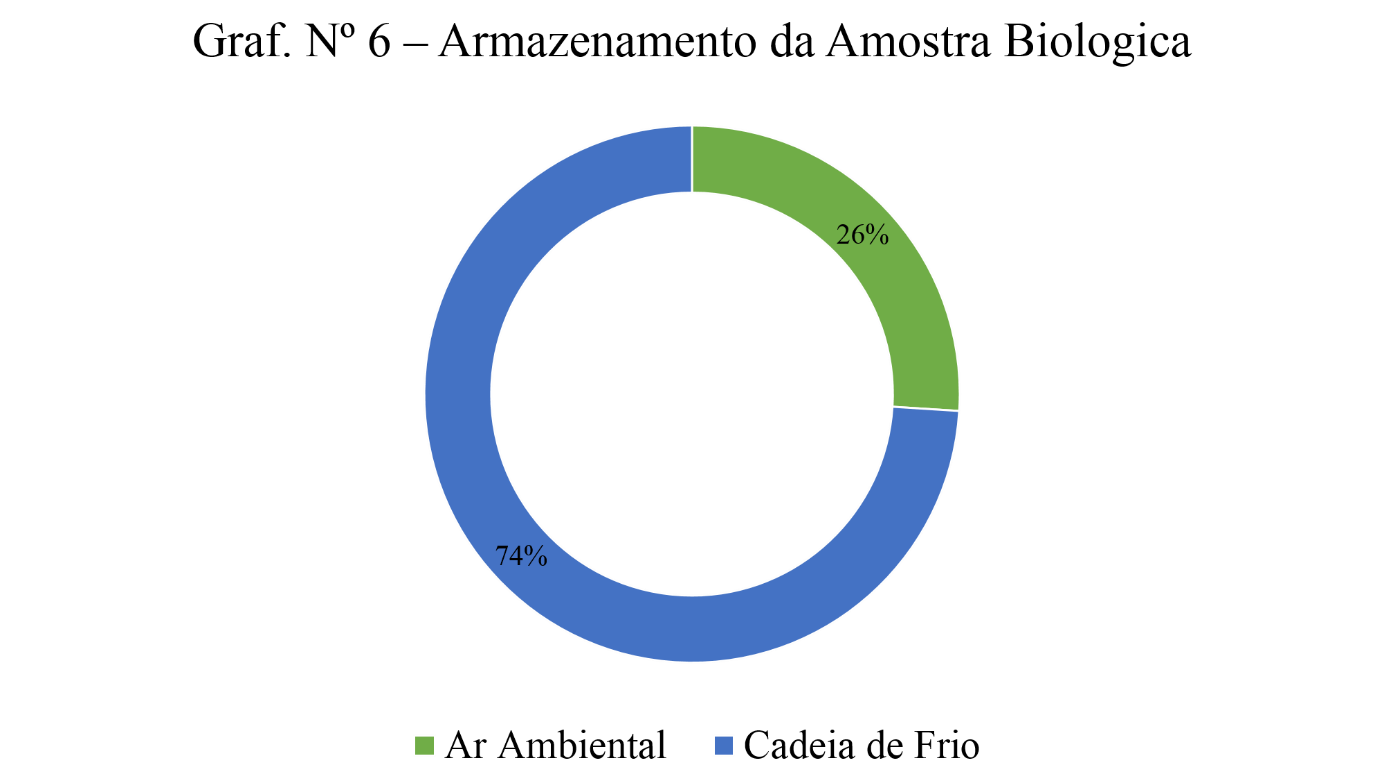 Graf. Nº 6 – Armazenamento da Amostra Biologica
26%
74%
Ar Ambiental
Cadeia de Frio